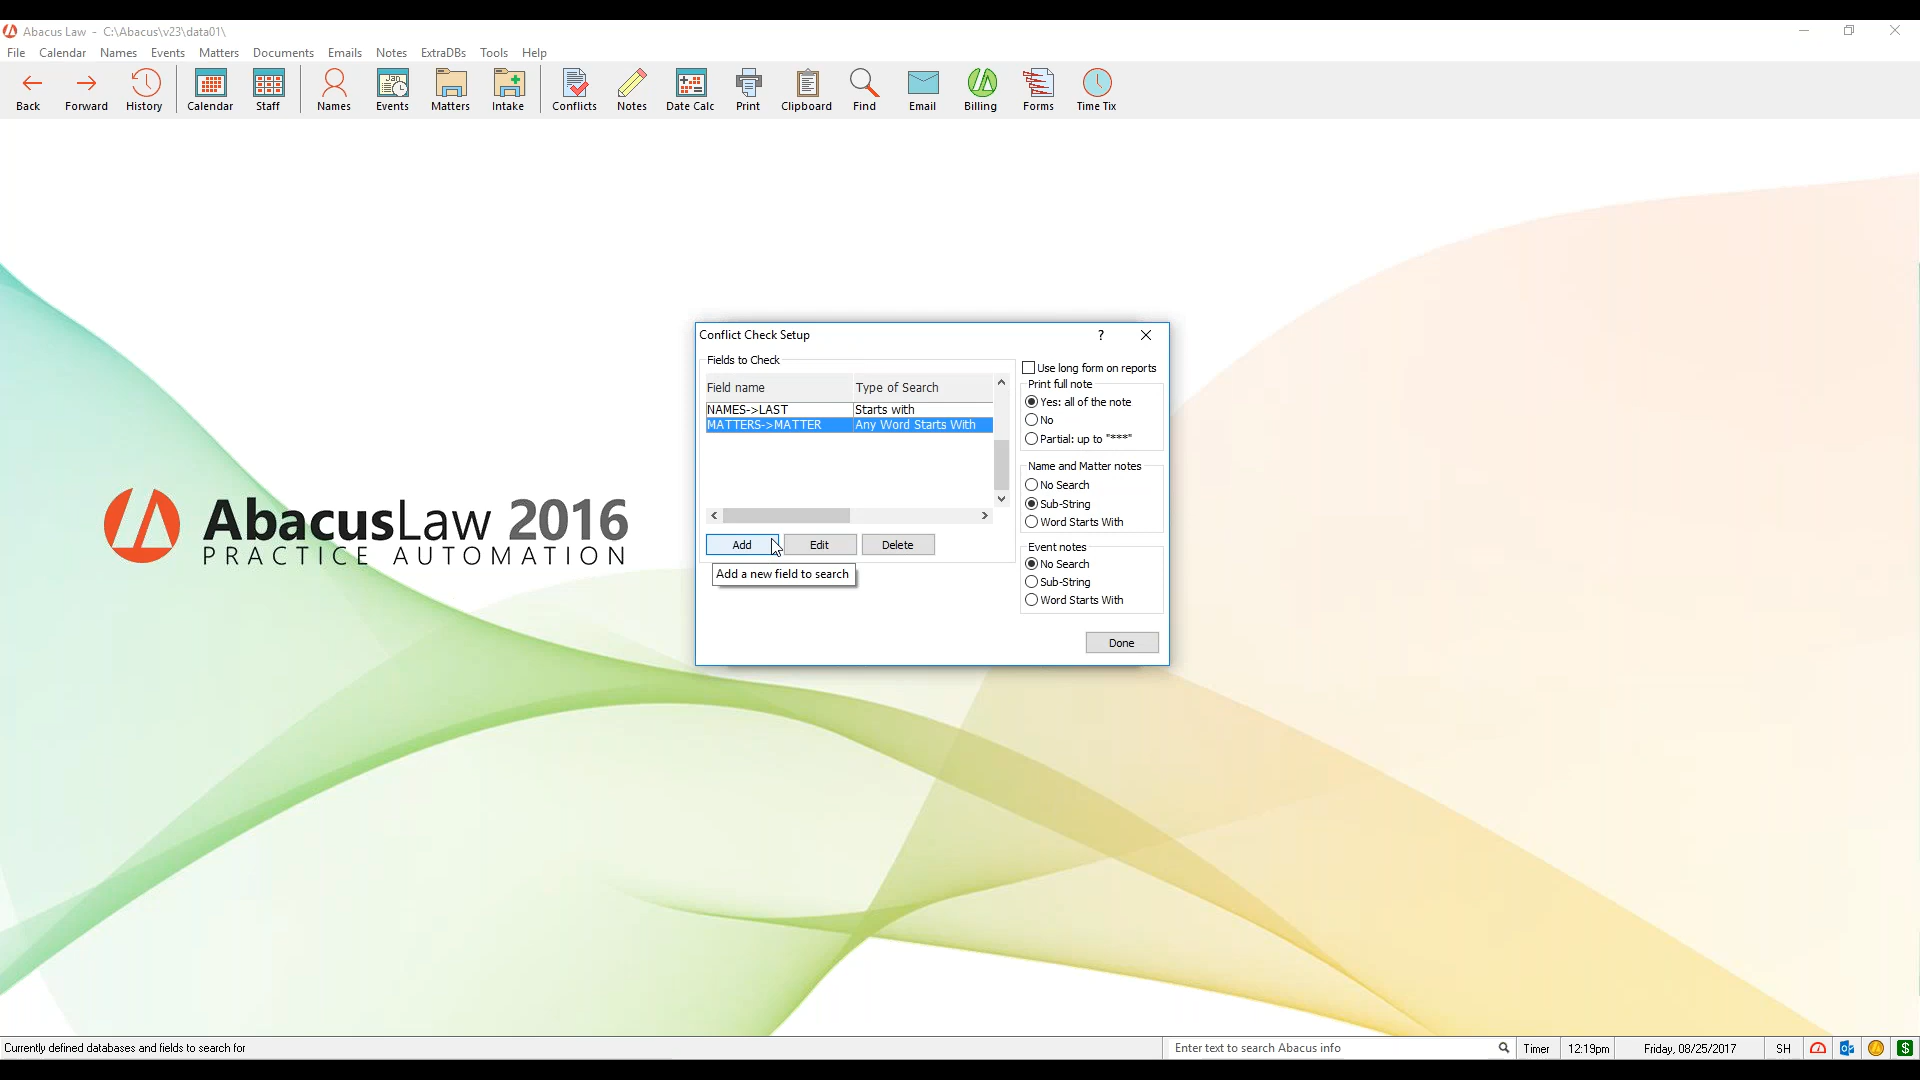 Abacus Law - C:\Abacus\v23\data01\
File Calendar Names Events Matters Documents Emails Notes ExtraDBs Tools Help
Back Forward History Calendar Staff Names Events Matters Intake Conflicts Notes Date Calc Print Clipboard Find Email Billing Forms Time Tix
Conflict Check Setup ?
Fields to Check
Field name Type of Search
NAMES->LAST Starts with
MATTERS->MATTER Any Word Starts With
Add Edit Delete
Add a new field to search
Use long form on reports
Print full note
Yes: all of the note
No
Partial: up to "***"
Name and Matter notes
No Search
Sub-String
Word Starts With
Event notes
No Search
Sub-String
Word Starts With
Done
AbacusLaw 2016
PRACTICE AUTOMATION
Currently defined databases and fields to search for Enter text to search Abacus info Timer 12:19pm Friday, 08/25/2017 SH